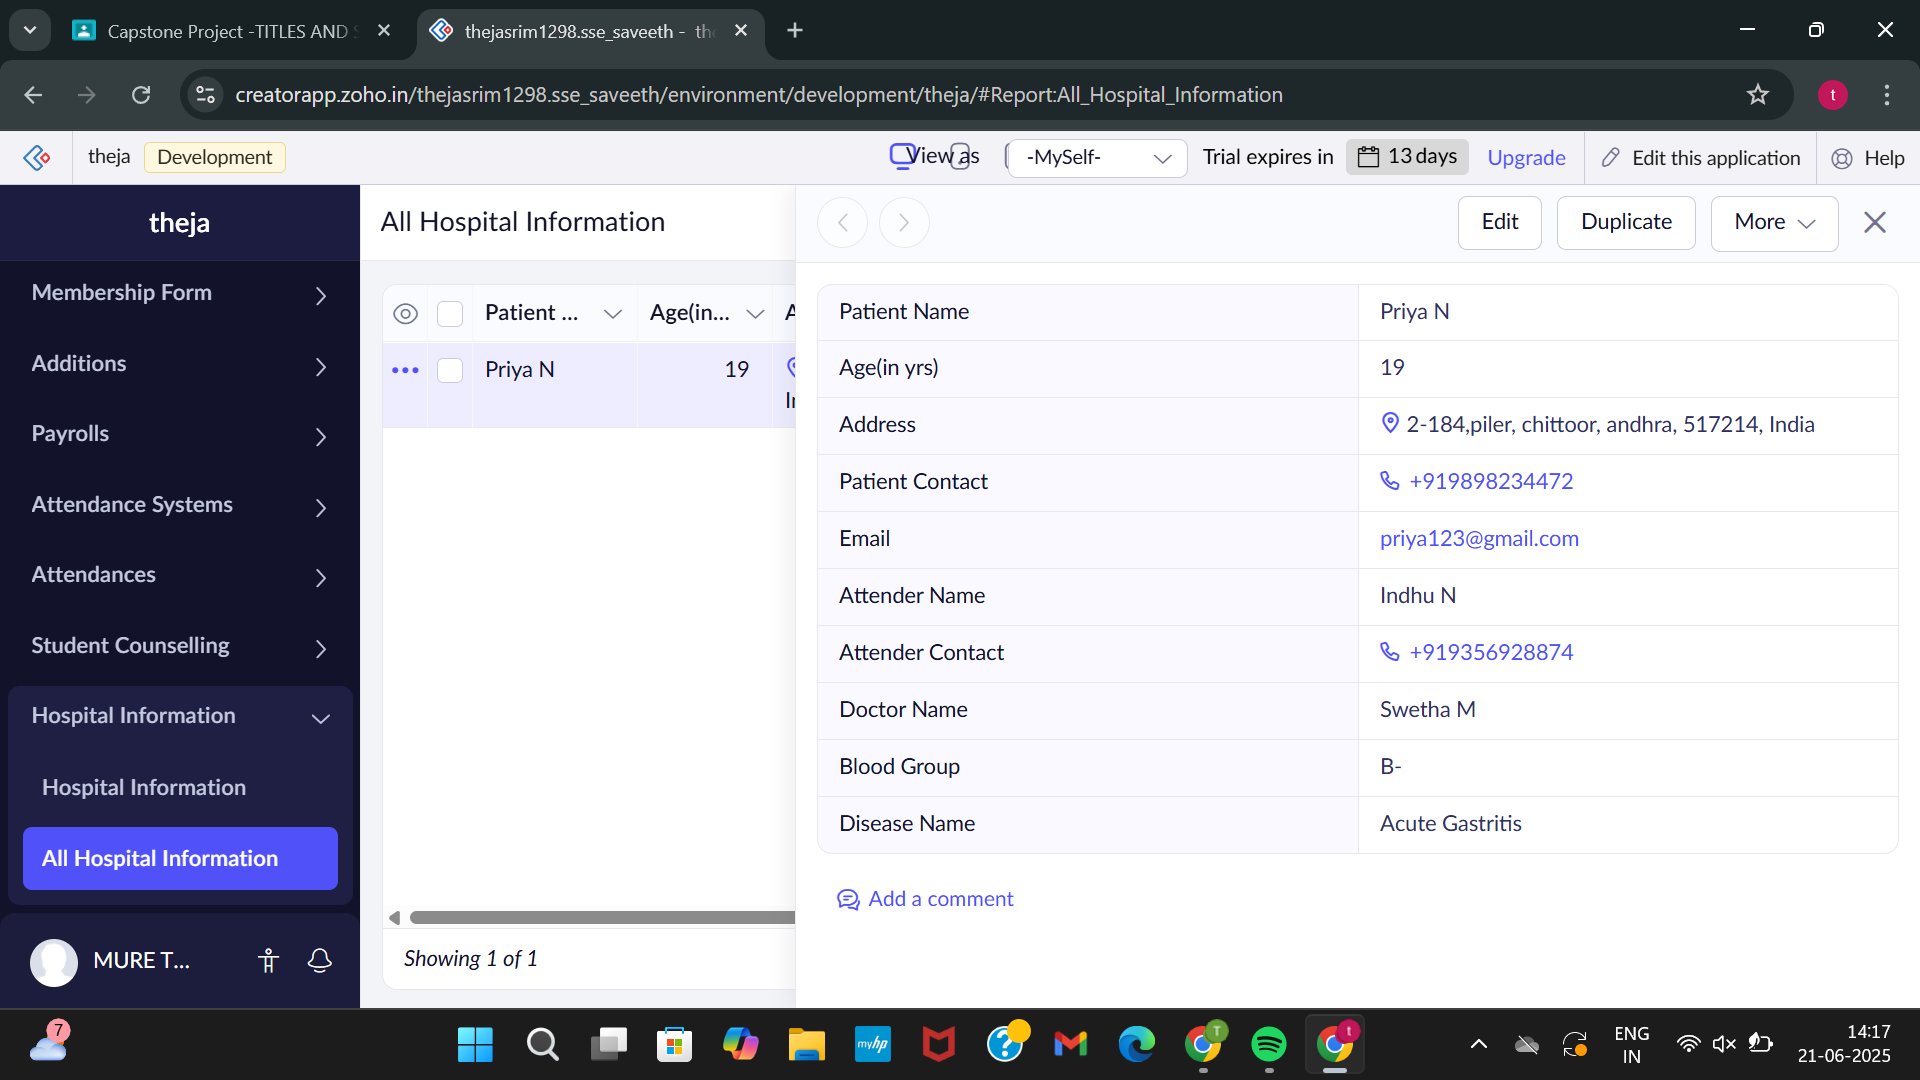 Capstone Project -TITLES AND
thejasrim1298.sse_saveeth - th
creatorapp.zoho.in/thejasrim1298.sse_saveeth/environment/development/theja/#Report:All_Hospital_Information
t
theja
Development
View as
-MySelf-
Trial expires in
13 days
Upgrade
Edit this application
Help
theja
Membership Form
Additions
Payrolls
Attendance Systems
Attendances
Student Counselling
Hospital Information
Hospital Information
All Hospital Information
MURE T...
All Hospital Information
Patient ...
Age(in...
A
Priya N
19
Showing 1 of 1
Edit
Duplicate
More
Patient Name
Priya N
Age(in yrs)
19
Address
2-184,piler, chittoor, andhra, 517214, India
Patient Contact
+919898234472
Email
priya123@gmail.com
Attender Name
Indhu N
Attender Contact
+919356928874
Doctor Name
Swetha M
Blood Group
B-
Disease Name
Acute Gastritis
Add a comment
7
myhp
T
t
ENG
IN
14:17
21-06-2025